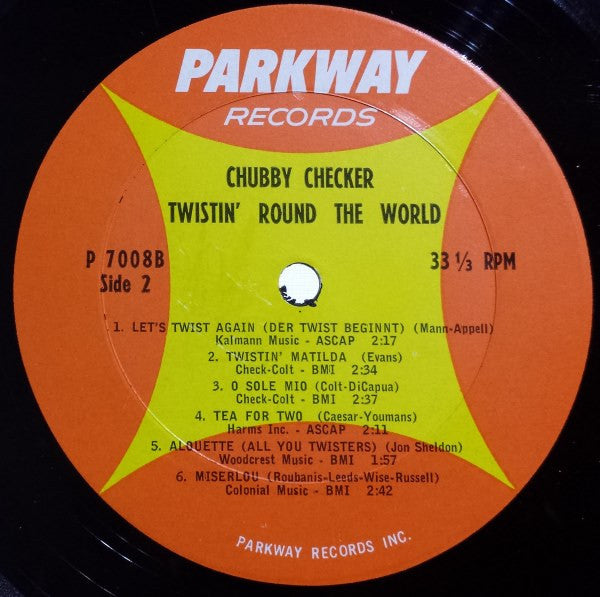 PARKWAY
RECORDS
CHUBBY CHECKER
TWISTIN' ROUND THE WORLD
P 7008B
Side 2
33 1/3 RPM
1. LET'S TWIST AGAIN (DER TWIST BEGINNT) (Mann-Appell)
Kalmann Music - ASCAP 2:17
2. TWISTIN' MATILDA (Evans)
Check-Colt - BMI 2:34
3. O SOLE MIO (Colt-DiCapua)
Check-Colt - BMI 2:37
4. TEA FOR TWO (Caesar-Youmans)
Harms Inc. - ASCAP 2:11
5. ALOUETTE (ALL YOU TWISTERS) (Jon Sheldon)
Woodcrest Music - BMI 1:57
6. MISERLOU (Roubanis-Leeds-Wise-Russell)
Colonial Music - BMI 2:42
PARKWAY RECORDS INC.